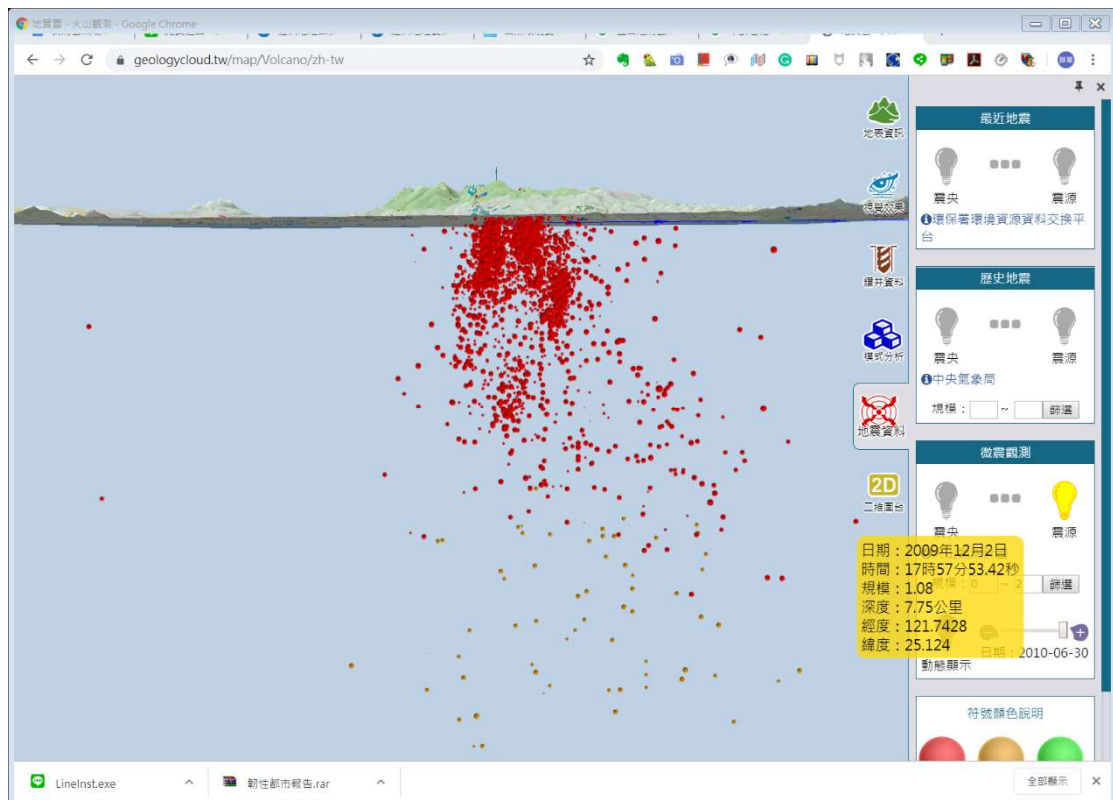 地質雲 - 火山觀測 - Google Chrome
geologycloud.tw/map/Volcano/zh-tw
地表資訊
視覺效果
鑽井資料
模式分析
地震資料
2D
二維圖台
最近地震
震央
震源
環保署環境資源資料交換平
台
歷史地震
震央
震源
中央氣象局
規模：
~
篩選
微震觀測
震央
震源
規模：0 ~ 2 篩選
日期：2010-06-30
動態顯示
日期：2009年12月2日
時間：17時57分53.42秒
規模：1.08
深度：7.75公里
經度：121.7428
緯度：25.124
符號顏色說明
LineInst.exe
韌性都市報告.rar
全部顯示